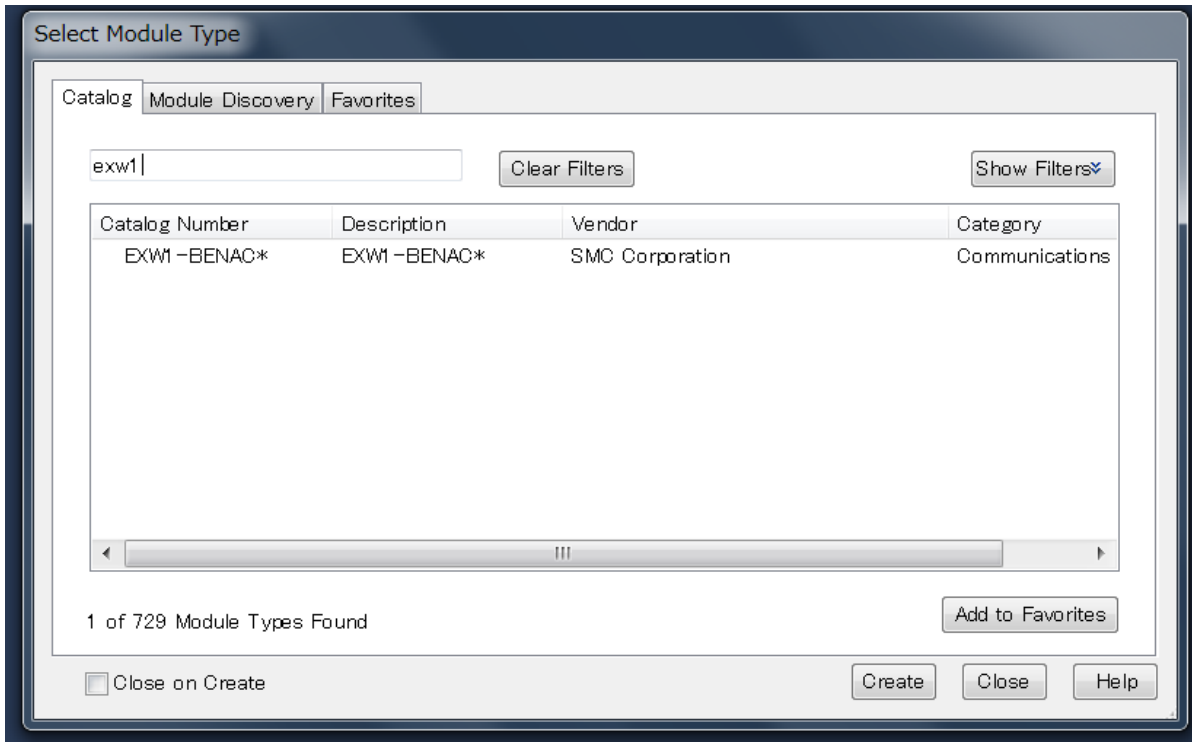 Select Module Type
Catalog Module Discovery Favorites
exw1 Clear Filters Show Filters
Catalog Number Description Vendor Category
EXW1-BENAC* EXW1-BENAC* SMC Corporation Communications
1 of 729 Module Types Found Add to Favorites
Close on Create Create Close Help